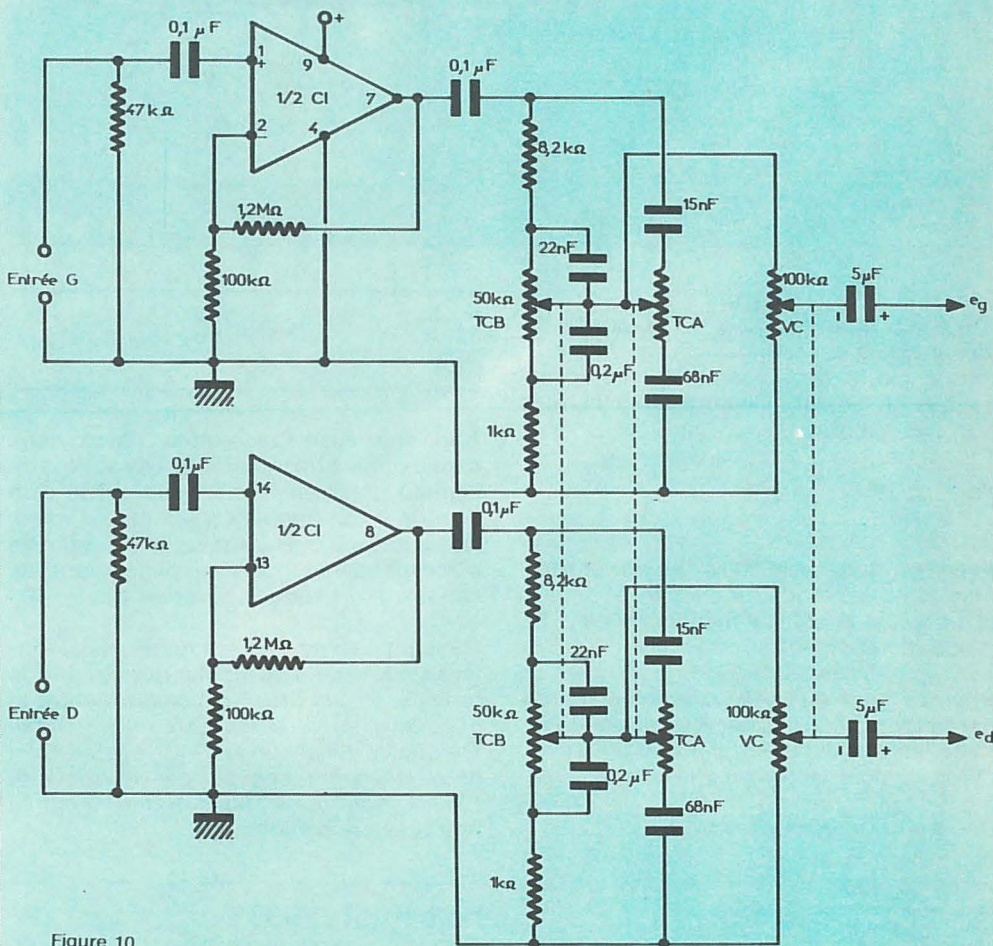 0,1 µF
+
1
+
9
0,1 µF
47 kΩ
1/2 CI
7
2
–
4
8,2kΩ
1,2MΩ
15nF
22nF
Entrée G
100kΩ
100kΩ
5µF
50kΩ
TCB
TCA
VC
- +
eg
0,2µF
68nF
1kΩ
0,1µF
14
0,1µF
47kΩ
1/2 CI
8
13
8,2kΩ
1,2MΩ
15nF
22nF
Entrée D
100kΩ
50kΩ
TCB
TCA
100kΩ
VC
5µF
- +
ed
0,2µF
68nF
1kΩ
Figure 10